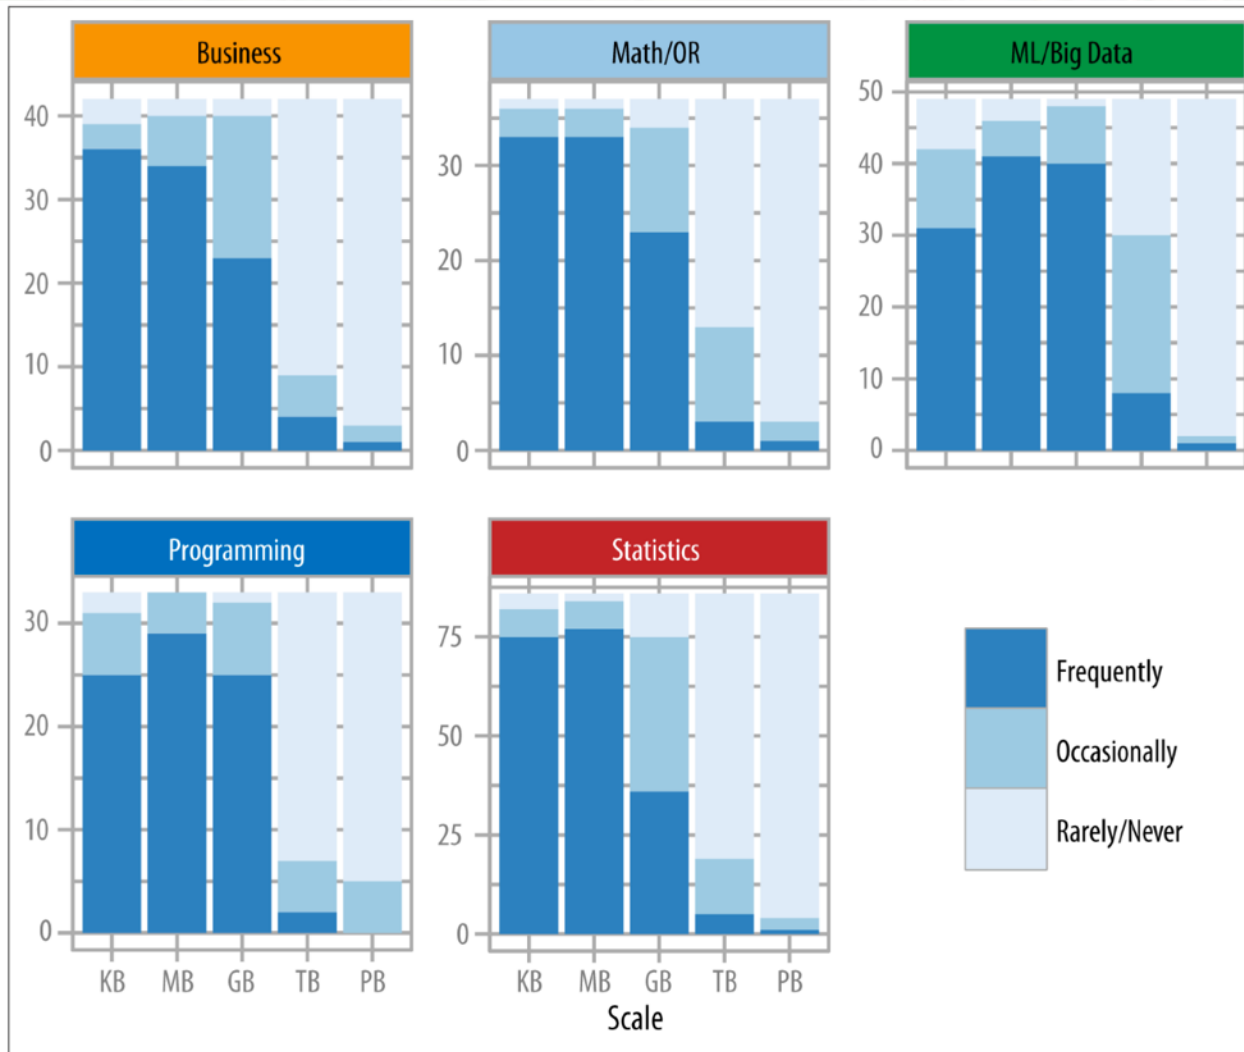 Business
Math/OR
ML/Big Data
40
30
20
10
0
30
20
10
0
50
40
30
20
10
0
Programming
Statistics
30
20
10
0
75
50
25
0
Frequently
Occasionally
Rarely/Never
KB MB GB TB PB
KB MB GB TB PB
Scale